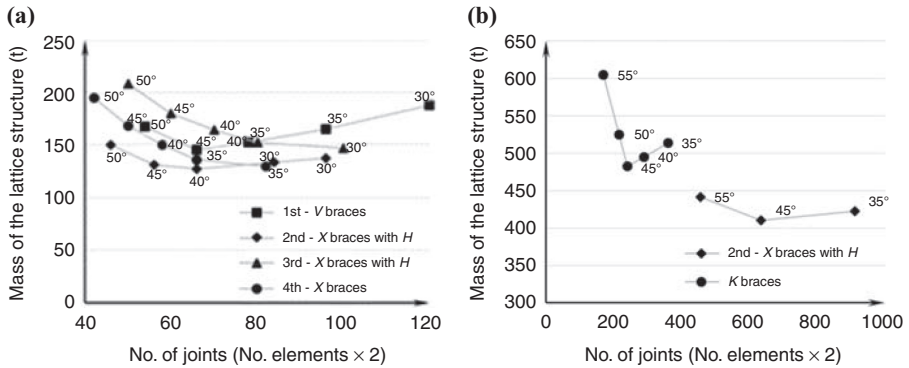 (a)
250
200
150
100
50
0
Mass of the lattice structure (t)
50°
50°
45°
45°
50°
50°
45°
40°
45°
40°
40°
35°
40°
35°
35°
30°
35°
30°
30°
1st - V braces
2nd - X braces with H
3rd - X braces with H
4th - X braces
40 60 80 100 120
No. of joints (No. elements × 2)
(b)
650
600
550
500
450
400
350
300
Mass of the lattice structure (t)
55°
50°
45°
40°
35°
55°
45°
35°
2nd - X braces with H
K braces
0 200 400 600 800 1000
No. of joints (No. elements × 2)